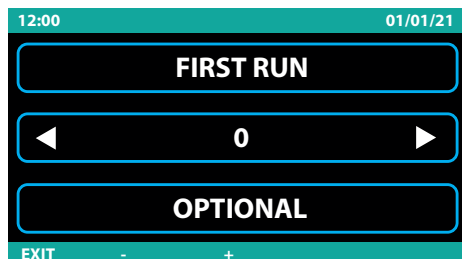 12:00 01/01/21
FIRST RUN
0
OPTIONAL
EXIT - +